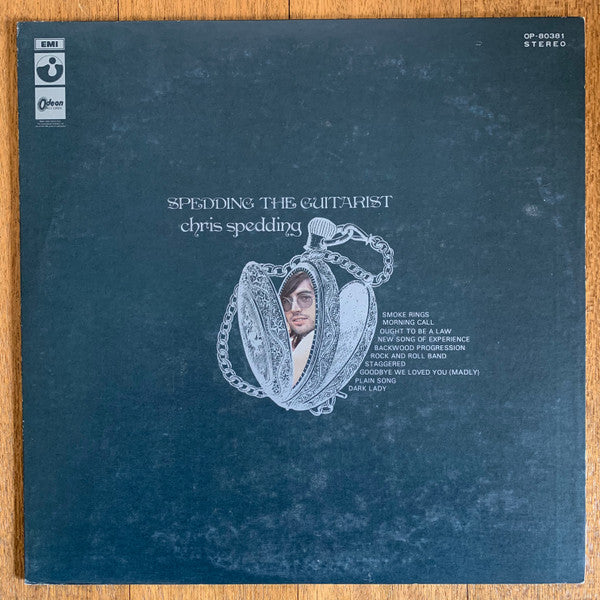 EMI
OP-80381
STEREO
Odeon
SPEDDING THE GUITARIST
chris spedding
SMOKE RINGS
MORNING CALL
OUGHT TO BE A LAW
NEW SONG OF EXPERIENCE
BACKWOOD PROGRESSION
ROCK AND ROLL BAND
STAGGERED
GOODBYE WE LOVED YOU (MADLY)
PLAIN SONG
DARK LADY